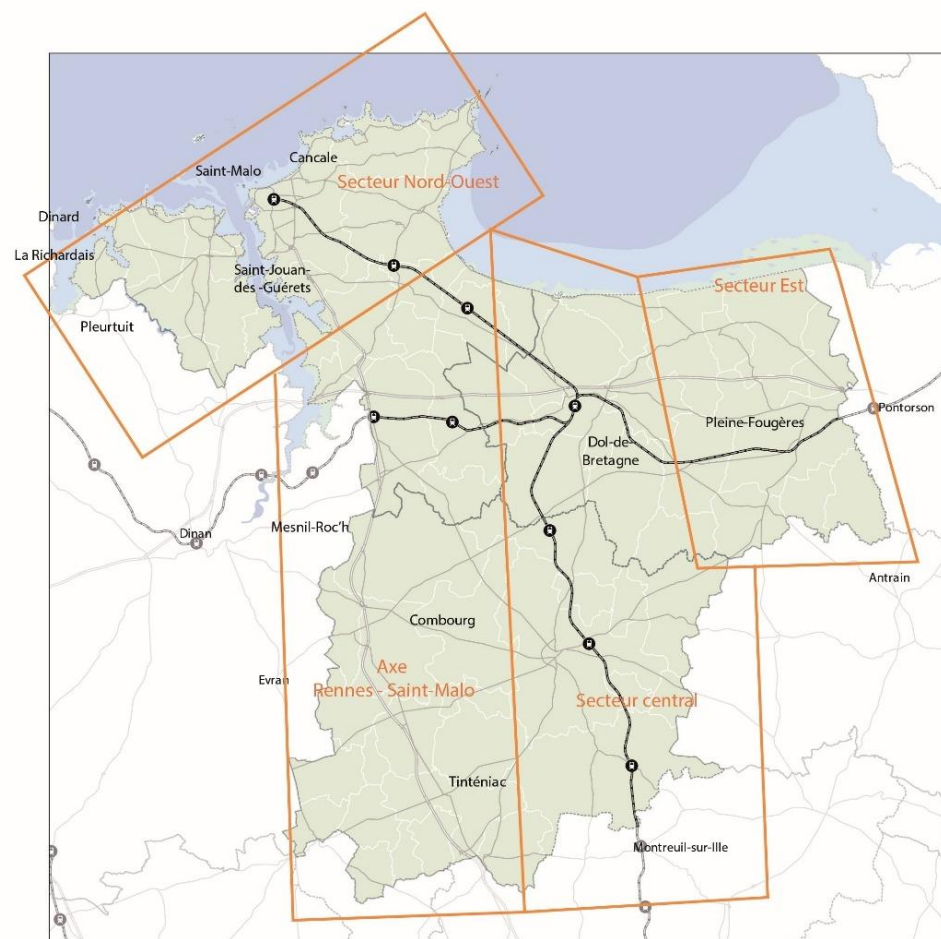 Cancale
Saint-Malo
Secteur Nord-Ouest
Dinard
La Richardais
Saint-Jouan-
des -Guérets
Secteur Est
Pleurtuit
Pontorson
Pleine-Fougères
Dol-de-
Bretagne
Mesnil-Roc'h
Dinan
Antrain
Combourg
Evran
Axe
Rennes - Saint-Malo
Secteur central
Tinténiac
Montreuil-sur-Ille